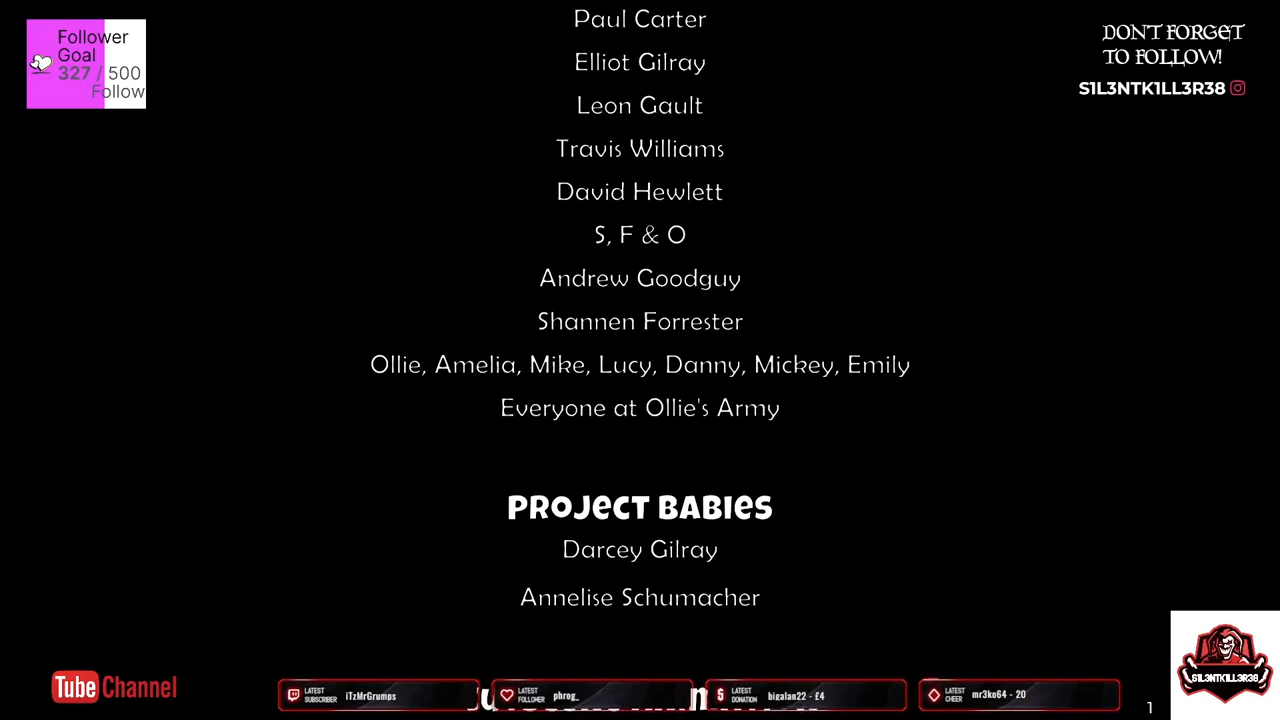 Paul Carter
Follower
Goal
327 / 500
Follow
DON'T FORGET
TO FOLLOW!
S1L3NTK1LL3R38
Elliot Gilray
Leon Gault
Travis Williams
David Hewlett
S, F & O
Andrew Goodguy
Shannen Forrester
Ollie, Amelia, Mike, Lucy, Danny, Mickey, Emily
Everyone at Ollie's Army
PROJECT BABIES
Darcey Gilray
Annelise Schumacher
Tube Channel
LATEST SUBSCRIBER iTzMrGrumps
LATEST FOLLOWER phrog_
LATEST DONATION bigalan22 - £4
LATEST CHEER mr3ko64 - 20
1
S1L3NTK1LL3R38